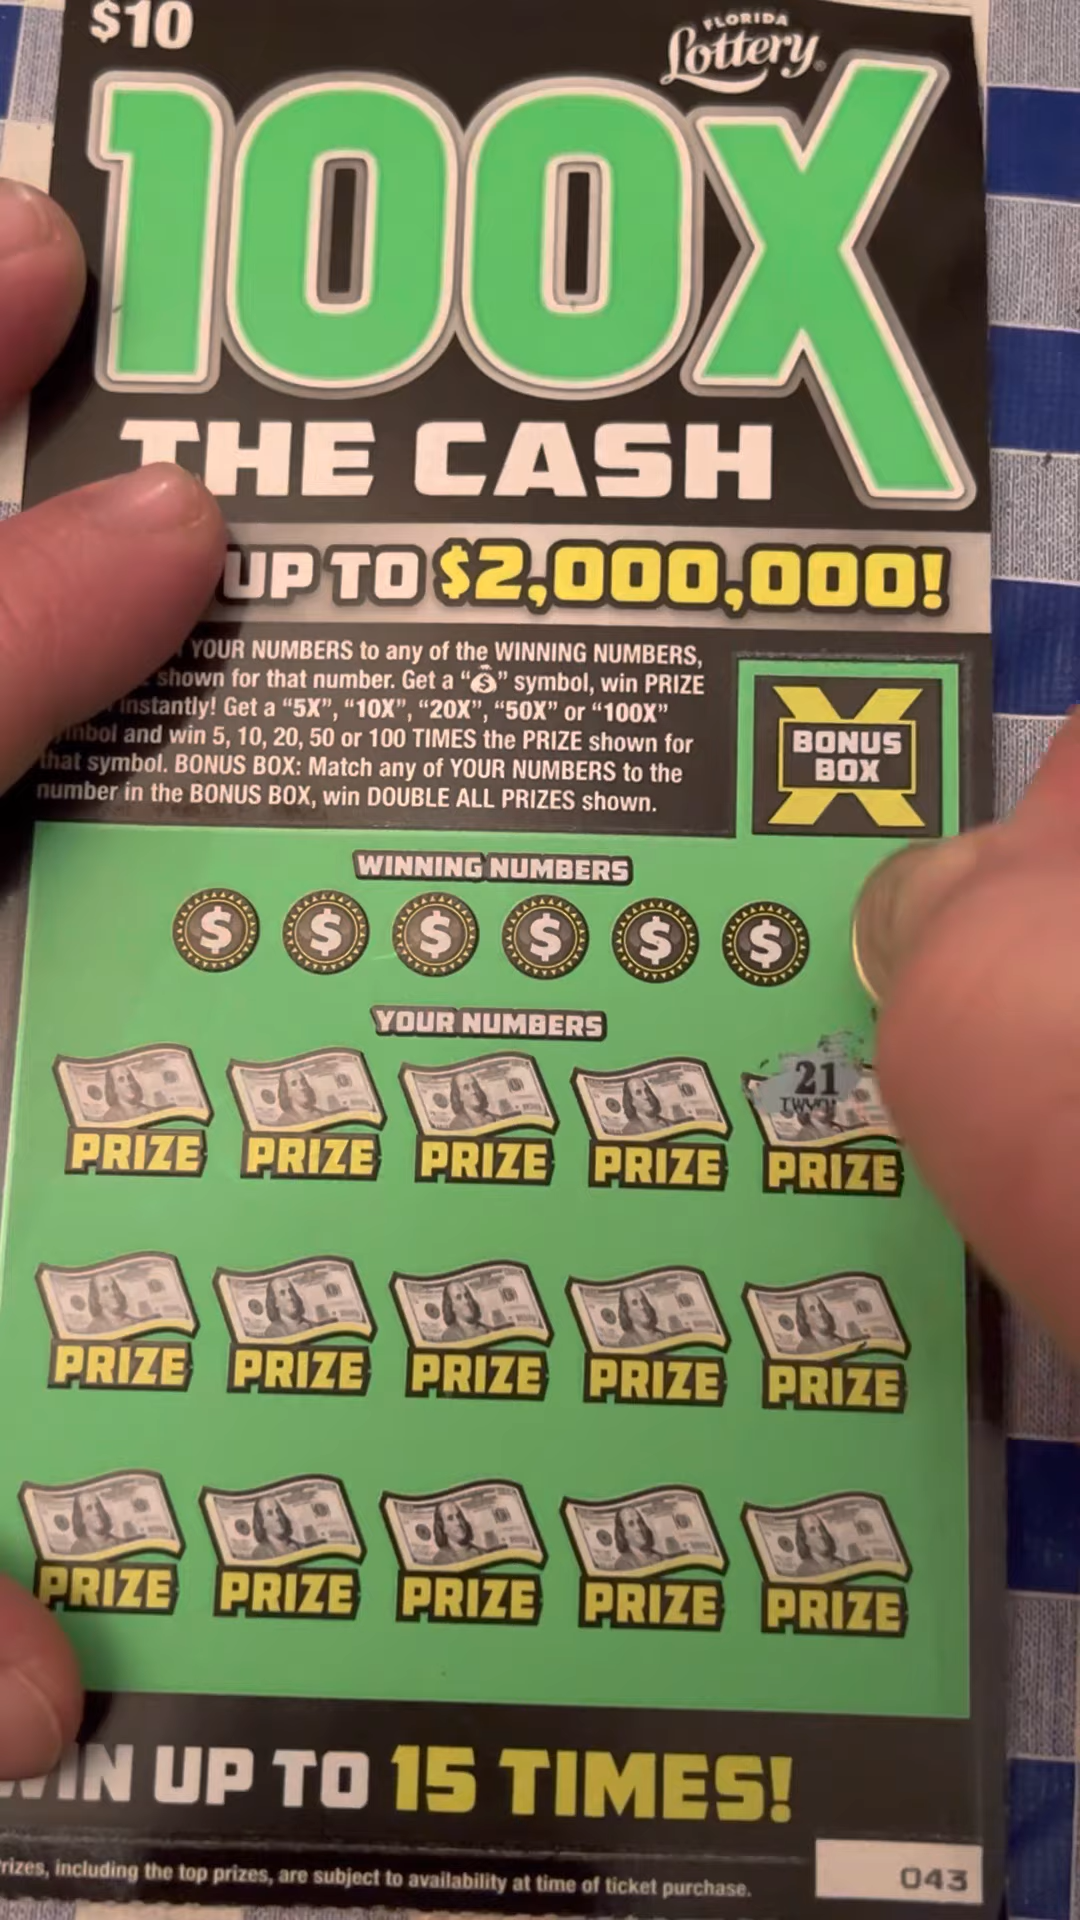 $10
FLORIDA
Lottery
100X
THE CASH
UP TO $2,000,000!
YOUR NUMBERS to any of the WINNING NUMBERS,
shown for that number. Get a "$" symbol, win PRIZE
instantly! Get a "5X", "10X", "20X", "50X" or "100X"
and win 5, 10, 20, 50 or 100 TIMES the PRIZE shown for
that symbol. BONUS BOX: Match any of YOUR NUMBERS to the
number in the BONUS BOX, win DOUBLE ALL PRIZES shown.
BONUS
BOX
WINNING NUMBERS
$ $ $ $ $ $
YOUR NUMBERS
21
PRIZE PRIZE PRIZE PRIZE PRIZE
PRIZE PRIZE PRIZE PRIZE PRIZE
PRIZE PRIZE PRIZE PRIZE PRIZE
WIN UP TO 15 TIMES!
Prizes, including the top prizes, are subject to availability at time of ticket purchase.
043